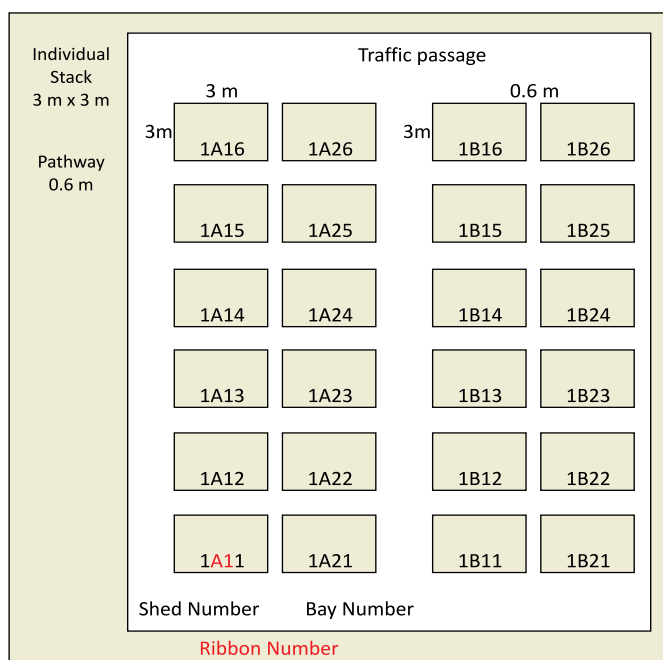 Individual
Stack
3 m x 3 m
Pathway
0.6 m
Traffic passage
3 m
0.6 m
3m
3m
1A16 1A26 1B16 1B26
1A15 1A25 1B15 1B25
1A14 1A24 1B14 1B24
1A13 1A23 1B13 1B23
1A12 1A22 1B12 1B22
1A11 1A21 1B11 1B21
Shed Number Bay Number
Ribbon Number